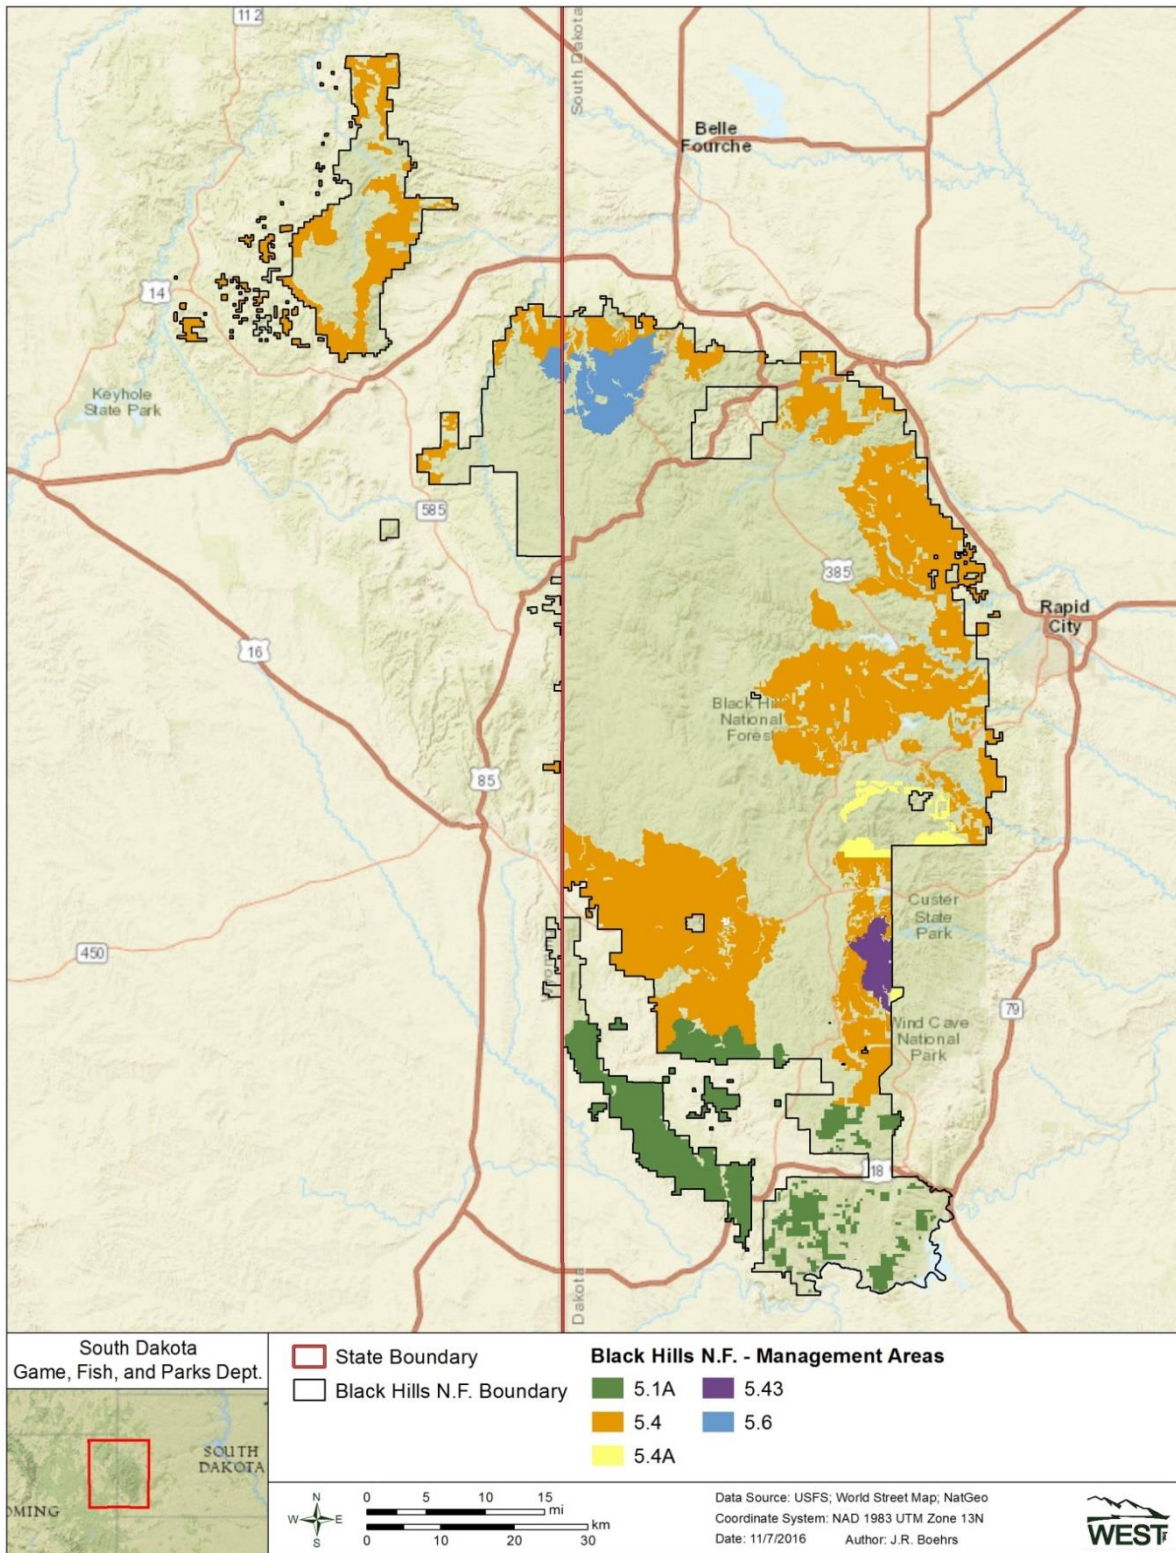 112
South Dakota
Belle
Fourche
14
Keyhole
State Park
585
385
Rapid
City
16
Black Hi
National
Forest
85
Custer
State
Park
450
Wind Cave
National
Park
79
18
Dakota
South Dakota
Game, Fish, and Parks Dept.
SOUTH
DAKOTA
OMING
State Boundary
Black Hills N.F. Boundary
Black Hills N.F. - Management Areas
5.1A
5.43
5.4
5.6
5.4A
N
W E
S
0 5 10 15
mi
km
0 10 20 30
Data Source: USFS; World Street Map; NatGeo
Coordinate System: NAD 1983 UTM Zone 13N
Date: 11/7/2016 Author: J.R. Boehrs
WEST